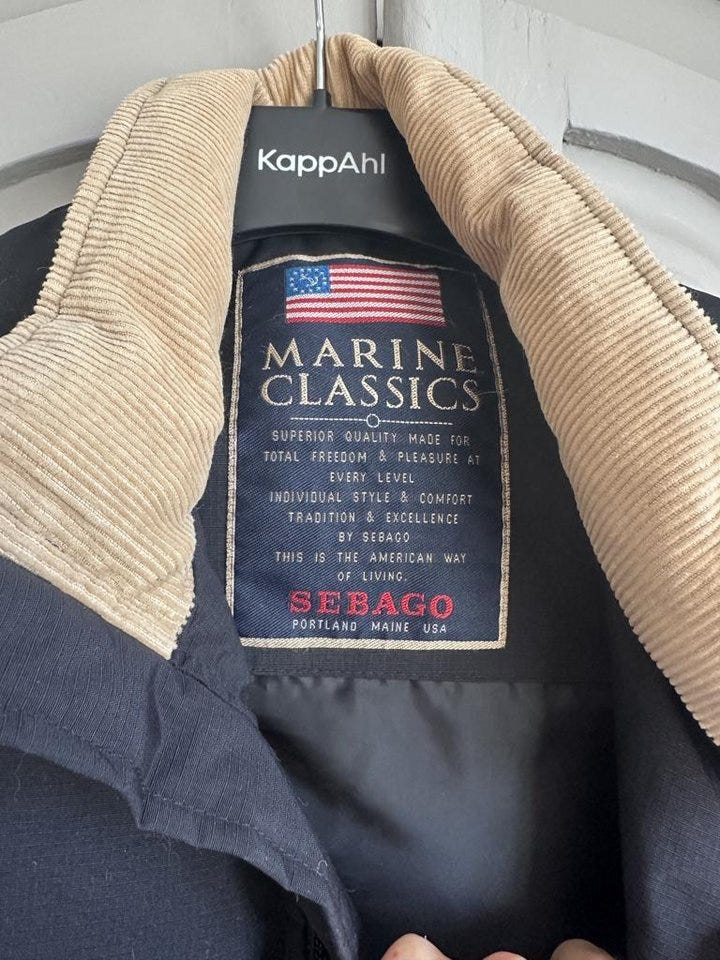 KappAhl
MARINE
CLASSICS
SUPERIOR QUALITY MADE FOR
TOTAL FREEDOM & PLEASURE AT
EVERY LEVEL
INDIVIDUAL STYLE & COMFORT
TRADITION & EXCELLENCE
BY SEBAGO
THIS IS THE AMERICAN WAY
OF LIVING.
SEBAGO
PORTLAND MAINE USA